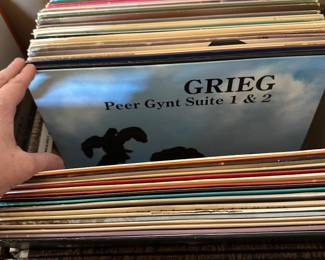 GRIEG
Peer Gynt Suite 1 & 2